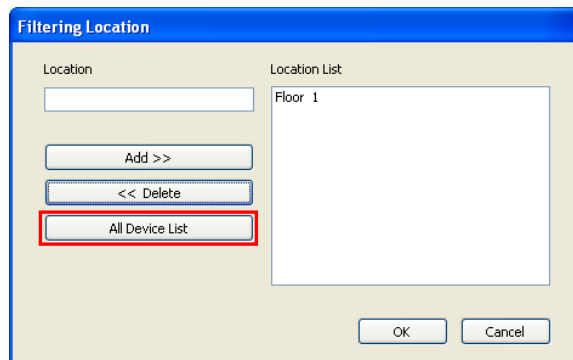 Filtering Location
Location
Location List
Floor 1
Add >>
<< Delete
All Device List
OK
Cancel